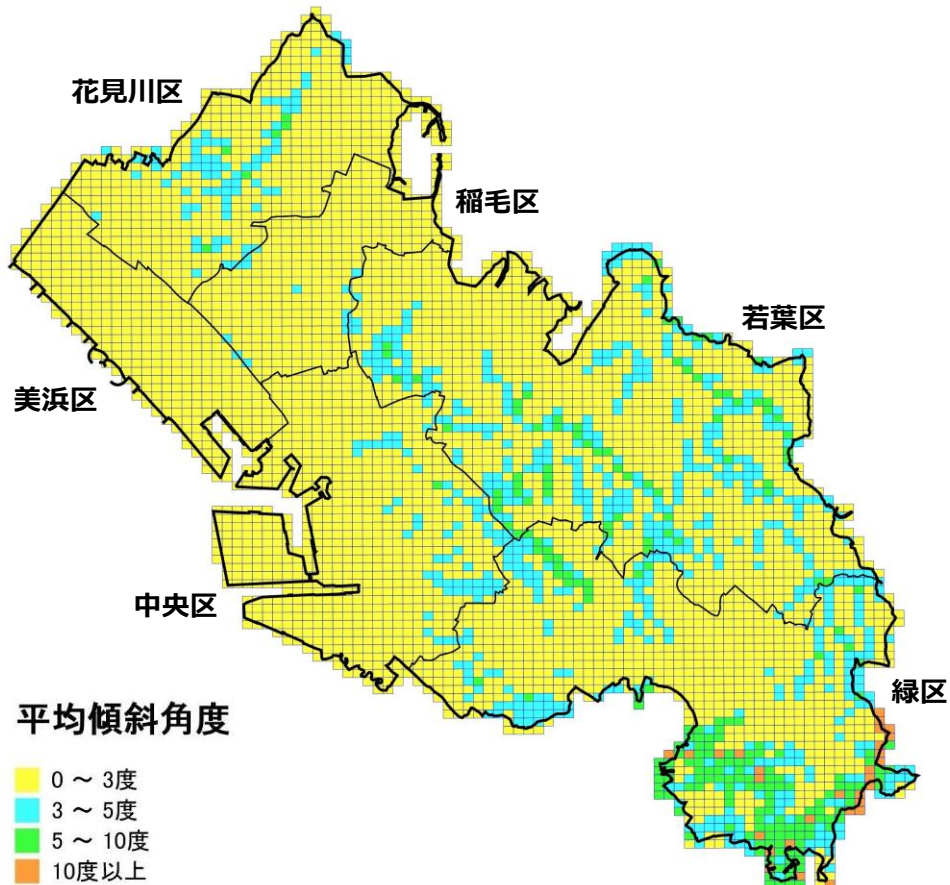 花見川区
稲毛区
若葉区
美浜区
中央区
緑区
平均傾斜角度
0 ～ 3度
3 ～ 5度
5 ～ 10度
10度以上